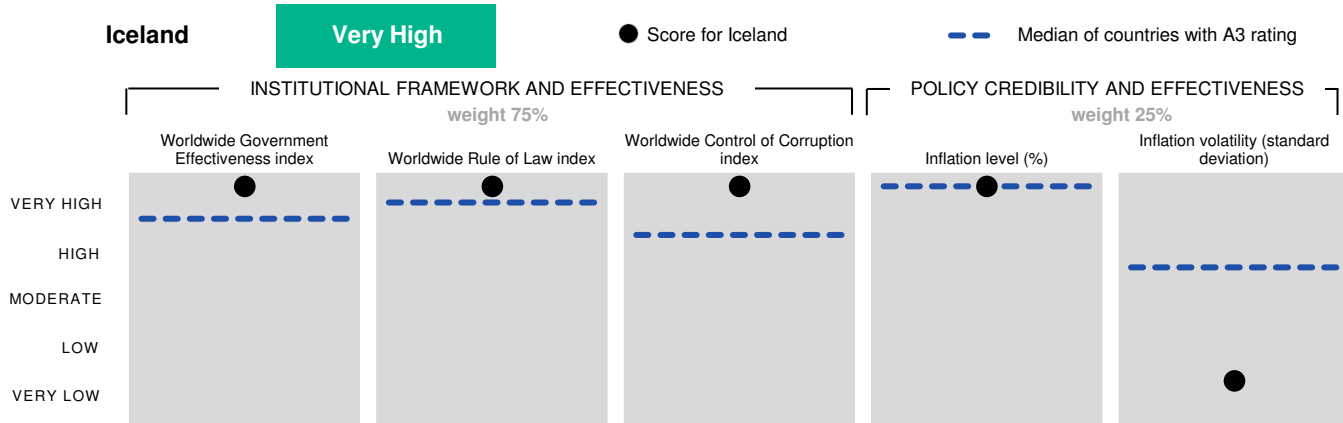 Iceland
Very High
Score for Iceland
Median of countries with A3 rating
INSTITUTIONAL FRAMEWORK AND EFFECTIVENESS
weight 75%
POLICY CREDIBILITY AND EFFECTIVENESS
weight 25%
Worldwide Government
Effectiveness index
Worldwide Rule of Law index
Worldwide Control of Corruption
index
Inflation level (%)
Inflation volatility (standard
deviation)
VERY HIGH
HIGH
MODERATE
LOW
VERY LOW